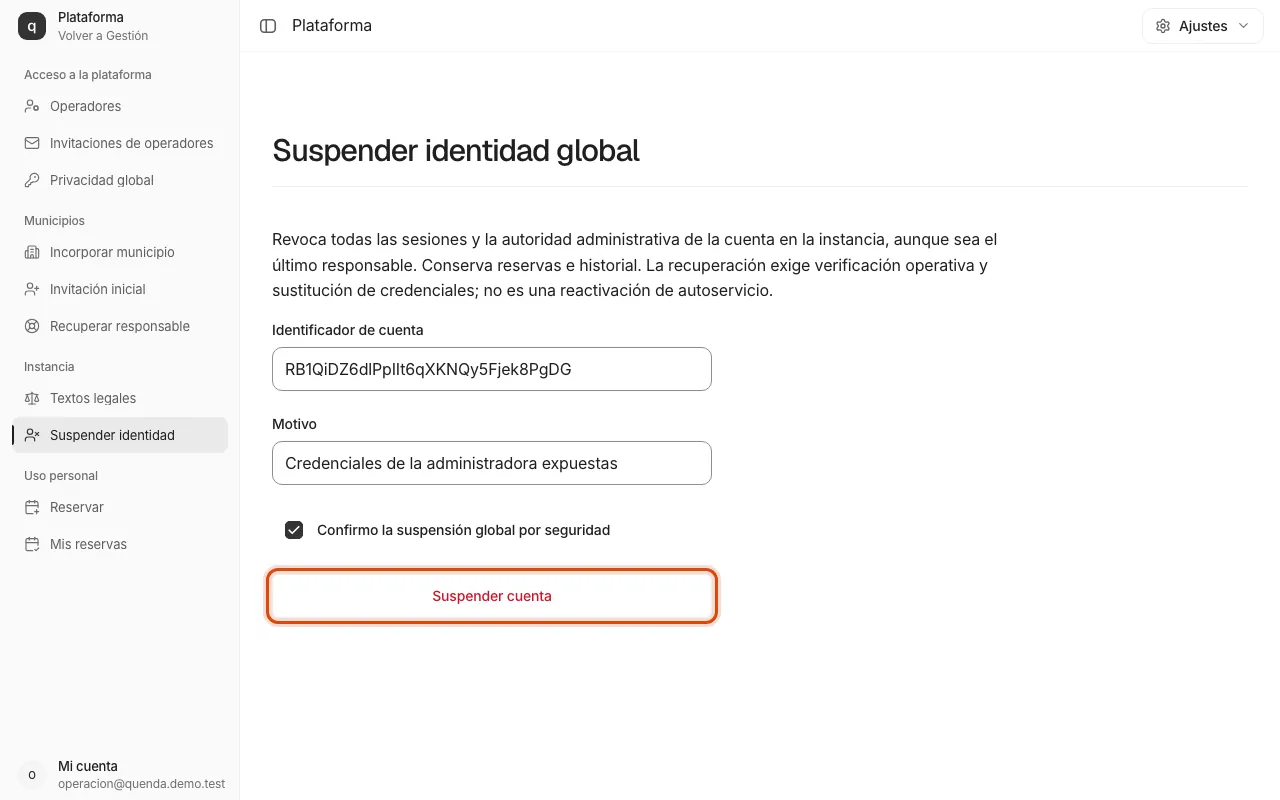 q
Plataforma
Volver a Gestión
Acceso a la plataforma
Operadores
Invitaciones de operadores
Privacidad global
Municipios
Incorporar municipio
Invitación inicial
Recuperar responsable
Instancia
Textos legales
Suspender identidad
Uso personal
Reservar
Mis reservas
O
Mi cuenta
operacion@quenda.demo.test
Plataforma
Ajustes
Suspender identidad global
Revoca todas las sesiones y la autoridad administrativa de la cuenta en la instancia, aunque sea el
último responsable. Conserva reservas e historial. La recuperación exige verificación operativa y
sustitución de credenciales; no es una reactivación de autoservicio.
Identificador de cuenta
Motivo
Credenciales de la administradora expuestas
Confirmo la suspensión global por seguridad
Suspender cuenta